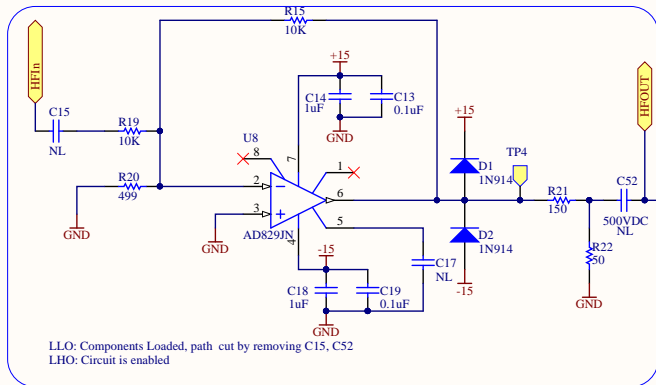 R15
10K
HFIn
C15
NL
R19
10K
R20
499
GND
+15
C14
1uF
C13
0.1uF
GND
U8
8
7
1
2
3
6
5
4
AD829JN
GND
-15
C18
1uF
C19
0.1uF
GND
C17
NL
+15
D1
1N914
D2
1N914
-15
TP4
R21
150
C52
500VDC
NL
R22
50
GND
HFOUT
LLO: Components Loaded, path cut by removing C15, C52
LHO: Circuit is enabled